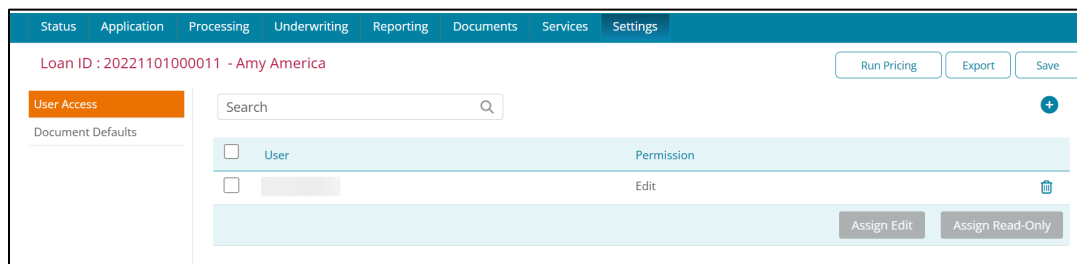 Status Application Processing Underwriting Reporting Documents Services Settings
Loan ID : 20221101000011 - Amy America
Run Pricing Export Save
User Access
Document Defaults
Search
User Permission
Edit
Assign Edit Assign Read-Only